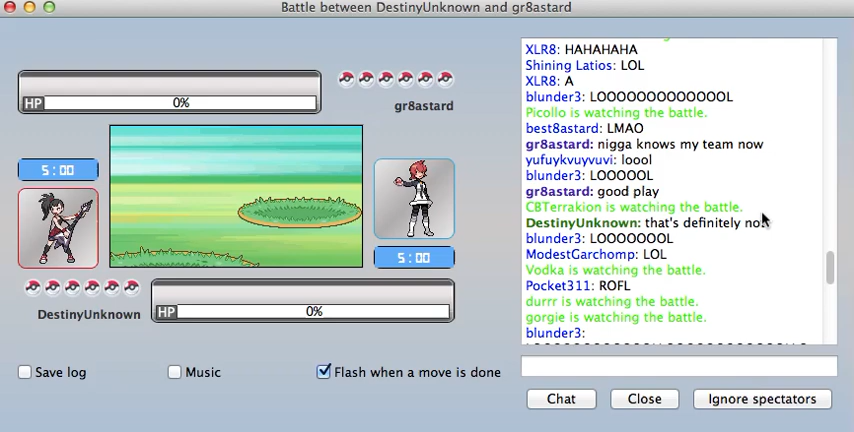 Battle between DestinyUnknown and gr8astard
HP 0%
gr8astard
5:00
5:00
DestinyUnknown
HP 0%
Save log
Music
Flash when a move is done
XLR8: HAHAHAHA
Shining Latios: LOL
XLR8: A
blunder3: LOOOOOOOOOOOOOL
Picollo is watching the battle.
best8astard: LMAO
gr8astard: nigga knows my team now
yufuykvuyvuvi: loool
blunder3: LOOOOOL
gr8astard: good play
CBTerrakion is watching the battle.
DestinyUnknown: that's definitely
blunder3: LOOOOOOOL
ModestGarchomp: LOL
Vodka is watching the battle.
Pocket311: ROFL
durrr is watching the battle.
gorgie is watching the battle.
blunder3:
Chat
Close
Ignore spectators